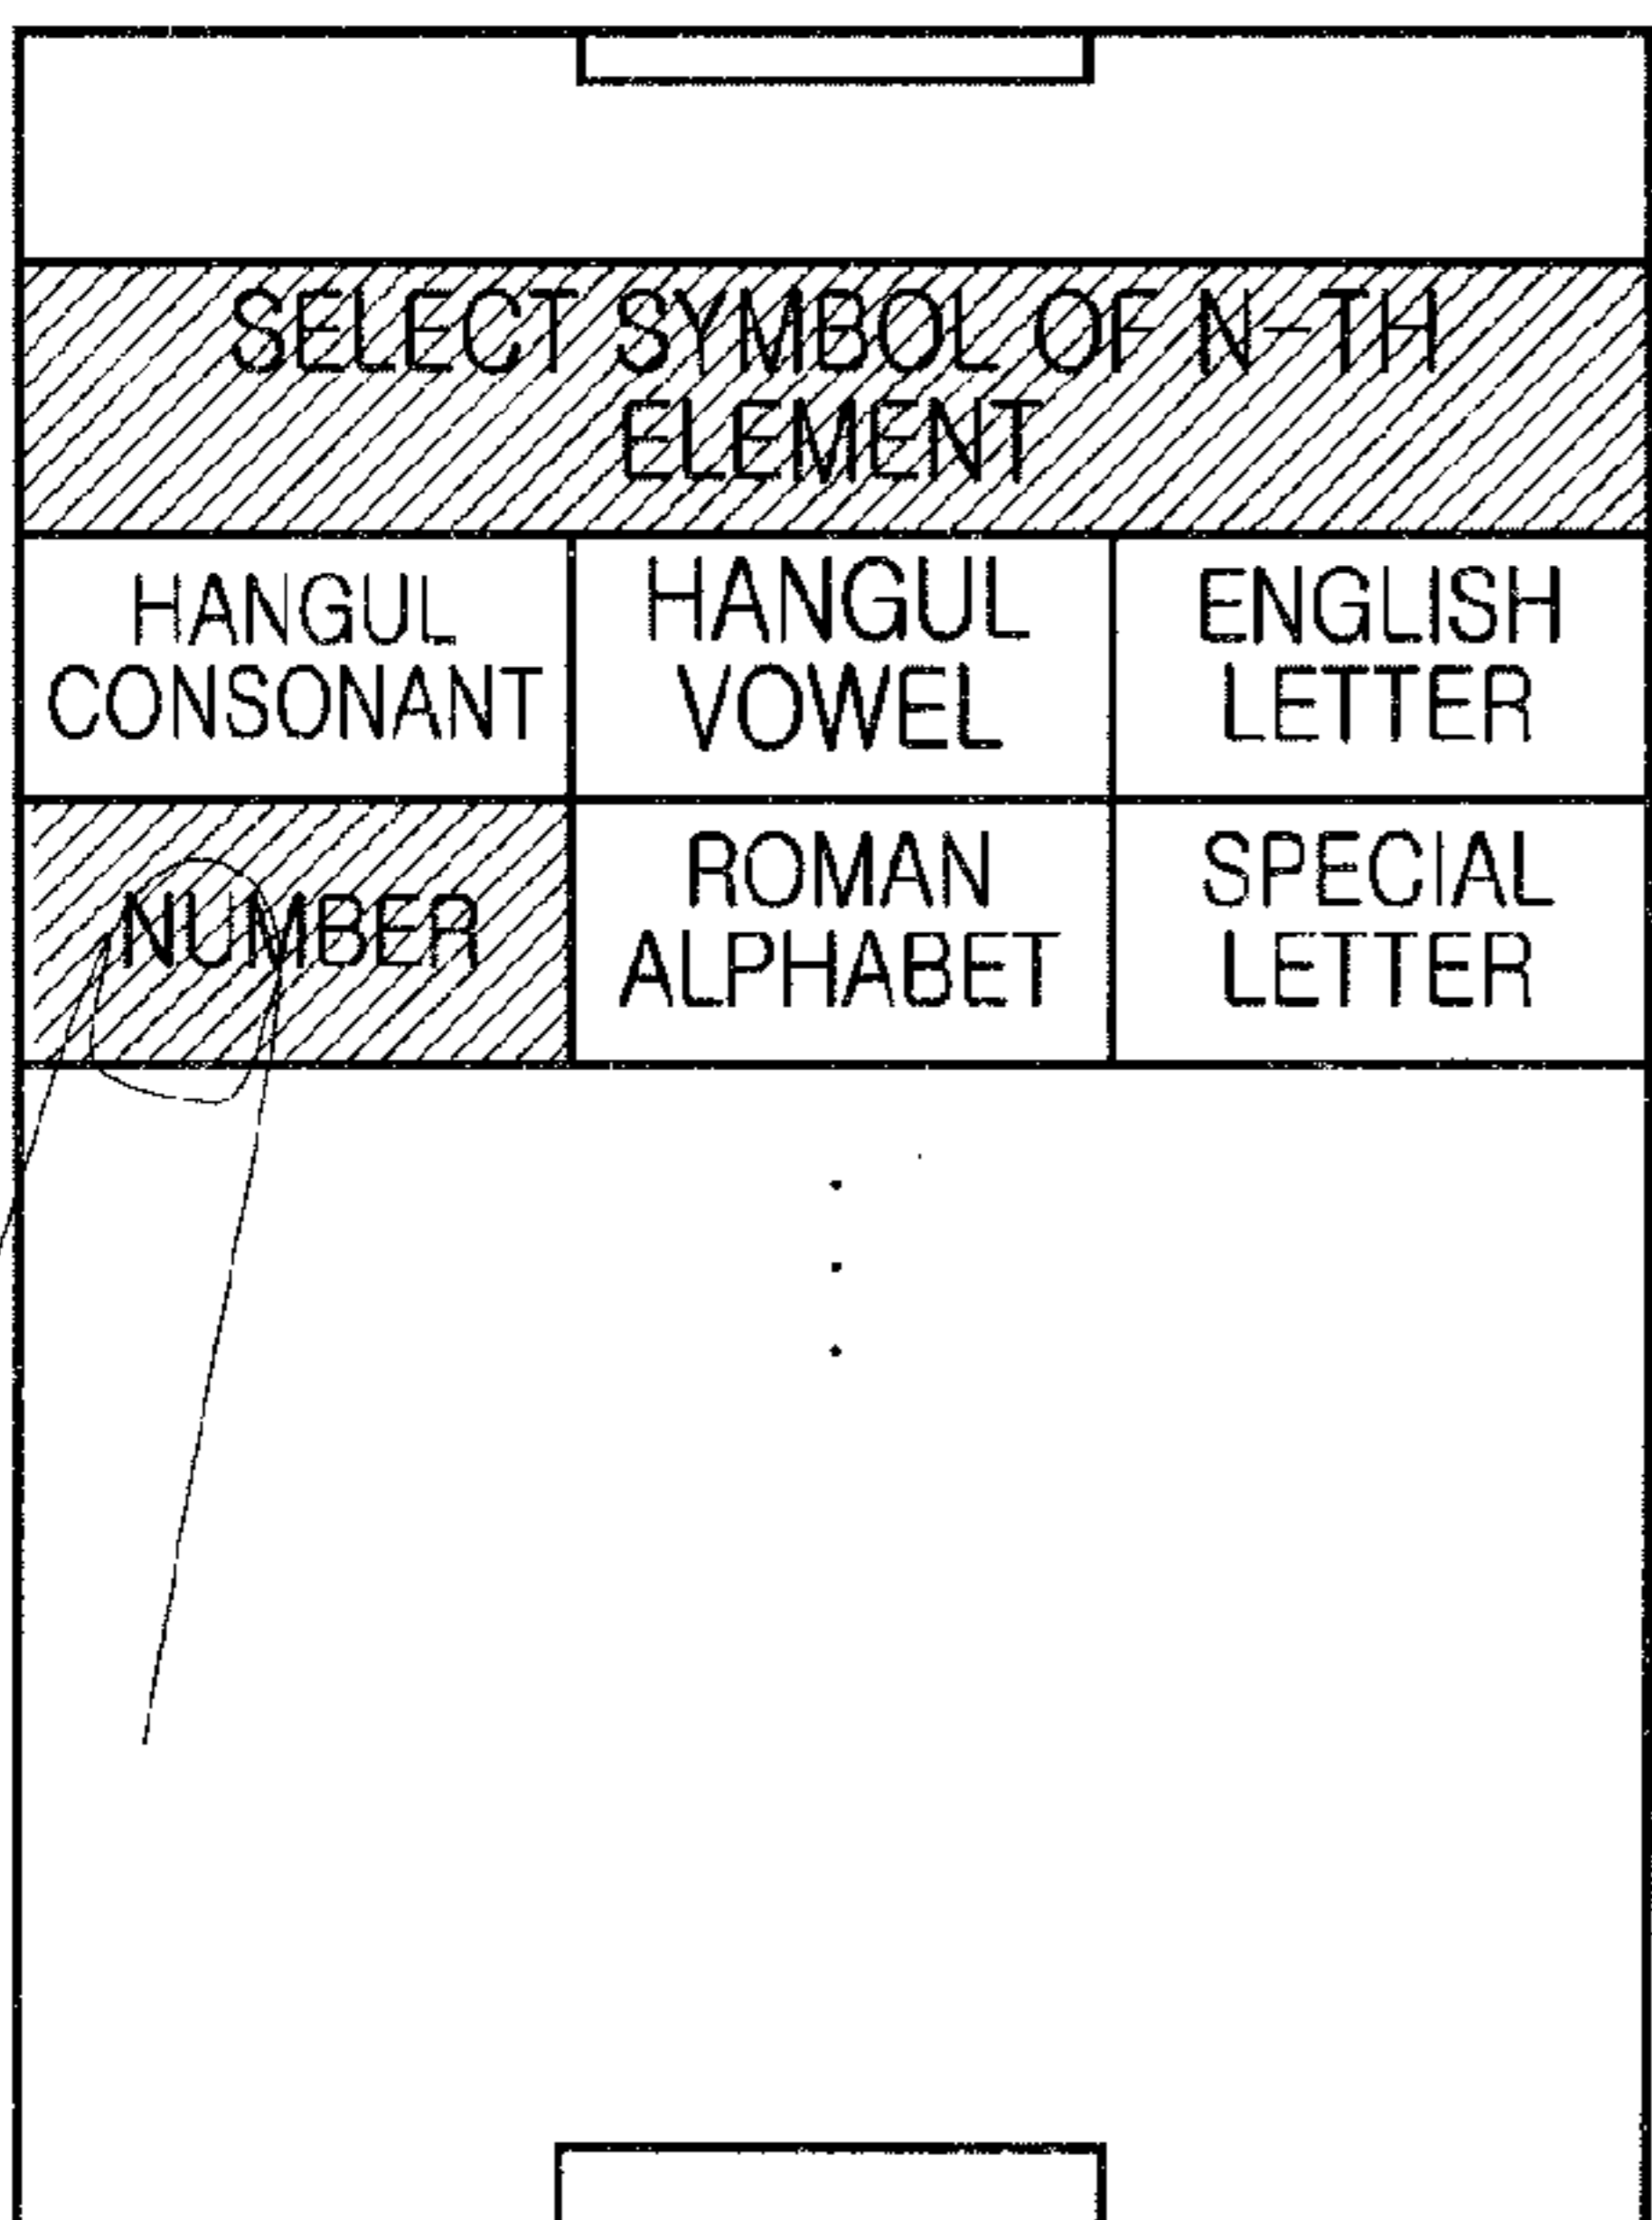 SELECT SYMBOL OF N-TH
ELEMENT
HANGUL
CONSONANT
HANGUL
VOWEL
ENGLISH
LETTER
NUMBER
ROMAN
ALPHABET
SPECIAL
LETTER